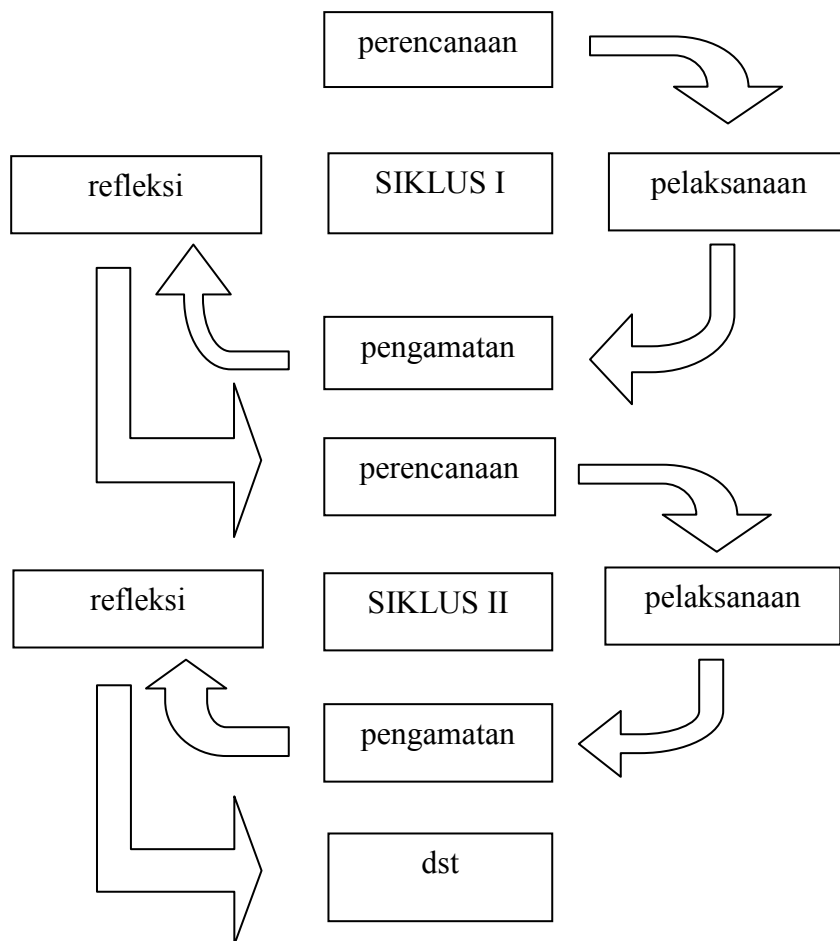 perencanaan
refleksi
SIKLUS I
pelaksanaan
pengamatan
perencanaan
refleksi
SIKLUS II
pelaksanaan
pengamatan
dst